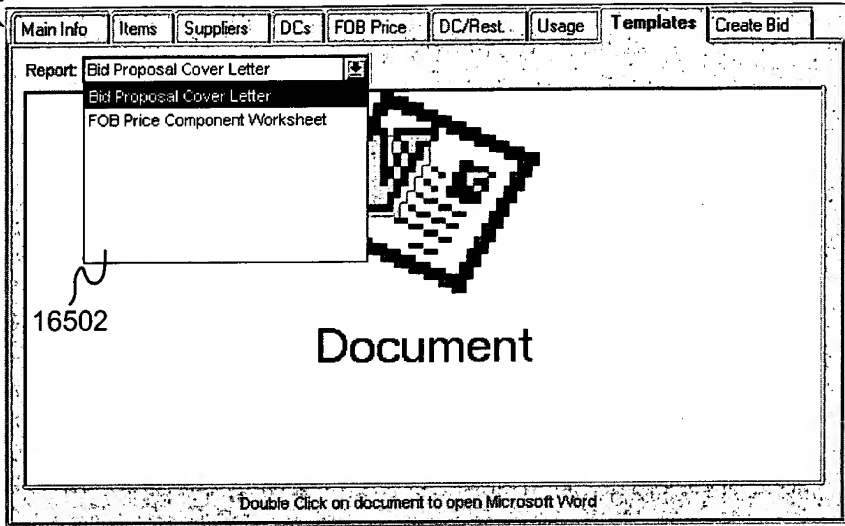 Main Info Items Suppliers DCs FOB Price DC/Rest. Usage Templates Create Bid
Report: Bid Proposal Cover Letter
Bid Proposal Cover Letter
FOB Price Component Worksheet
16502
Document
Double Click on document to open Microsoft Word